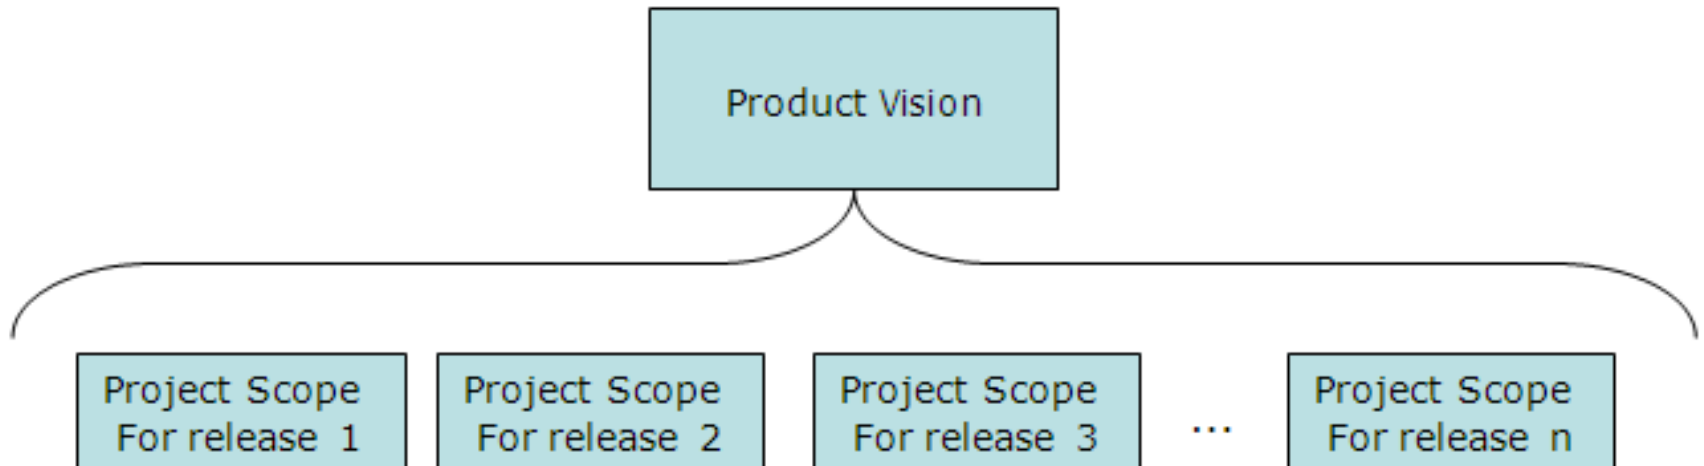 Product Vision
Project Scope
For release 1
Project Scope
For release 2
Project Scope
For release 3
...
Project Scope
For release n